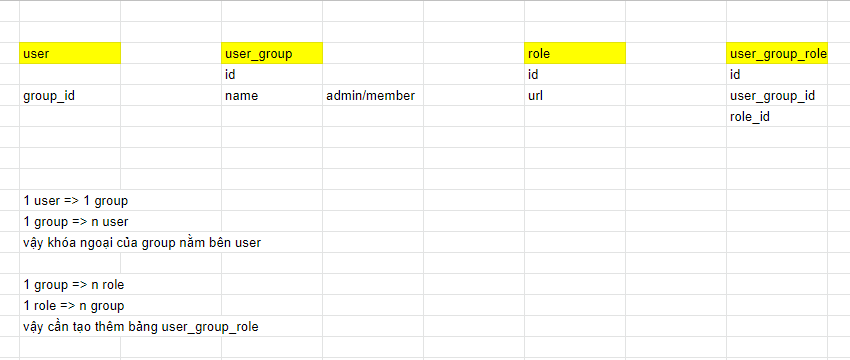 user user_group role user_group_role
id id id
group_id name admin/member url user_group_id
role_id
1 user => 1 group
1 group => n user
vậy khóa ngoại của group nằm bên user
1 group => n role
1 role => n group
vậy cần tạo thêm bảng user_group_role